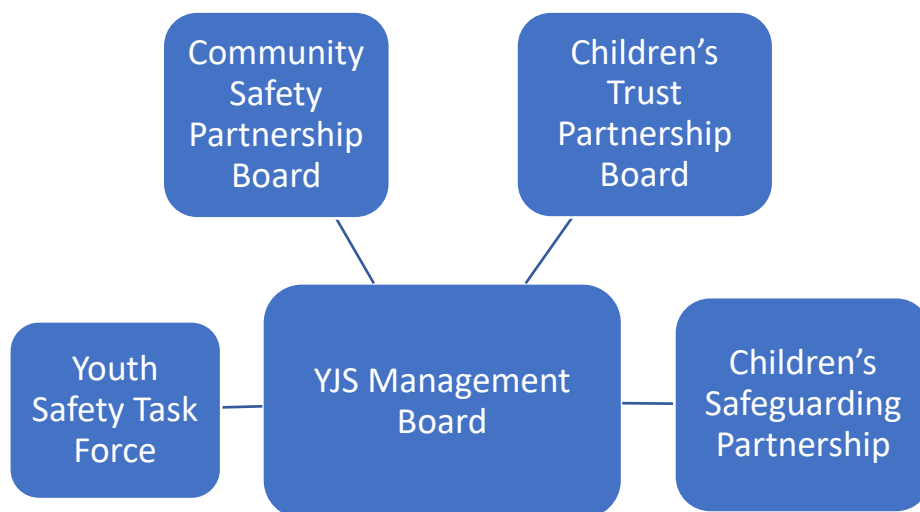 Community
Safety
Partnership
Board
Children’s
Trust
Partnership
Board
Youth
Safety Task
Force
YJS Management
Board
Children’s
Safeguarding
Partnership